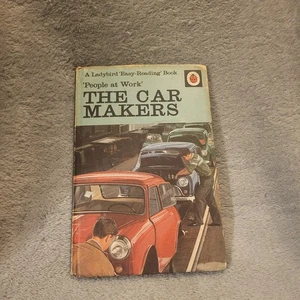 A Ladybird 'Easy-Reading' Book
'People at Work'
THE CAR
MAKERS